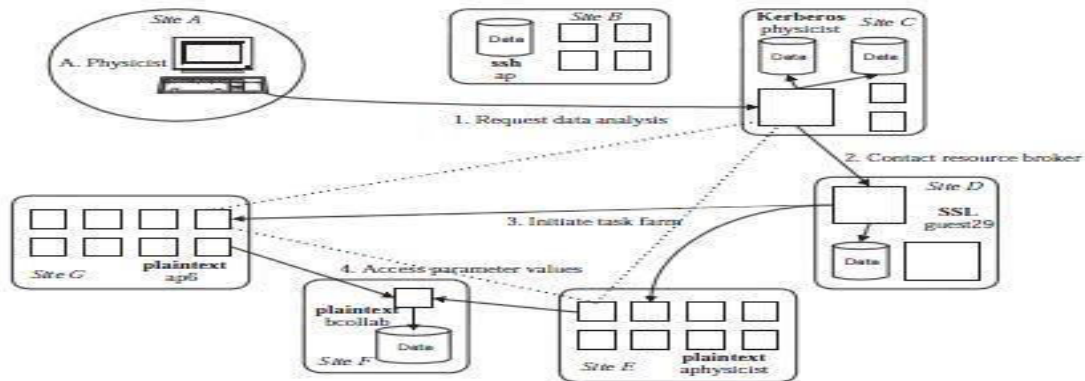 Site A
A. Physicist
Site B
Data
ssh
ap
Kerberos
physicist
Site C
Data
Data
1. Request data analysis
2. Contact resource broker
Site D
SSL
guest29
Data
3. Initiate task farm
Site G
plaintext
ap6
4. Access parameter values
plaintext
bcollab
Site F
Data
Site E
plaintext
aphysicist